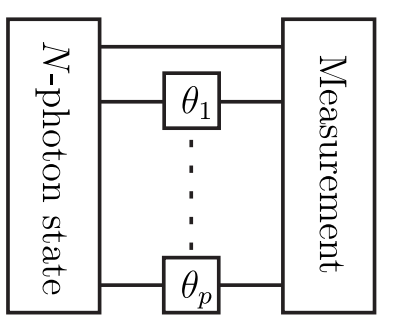 N-photon state
θ1
θp
Measurement